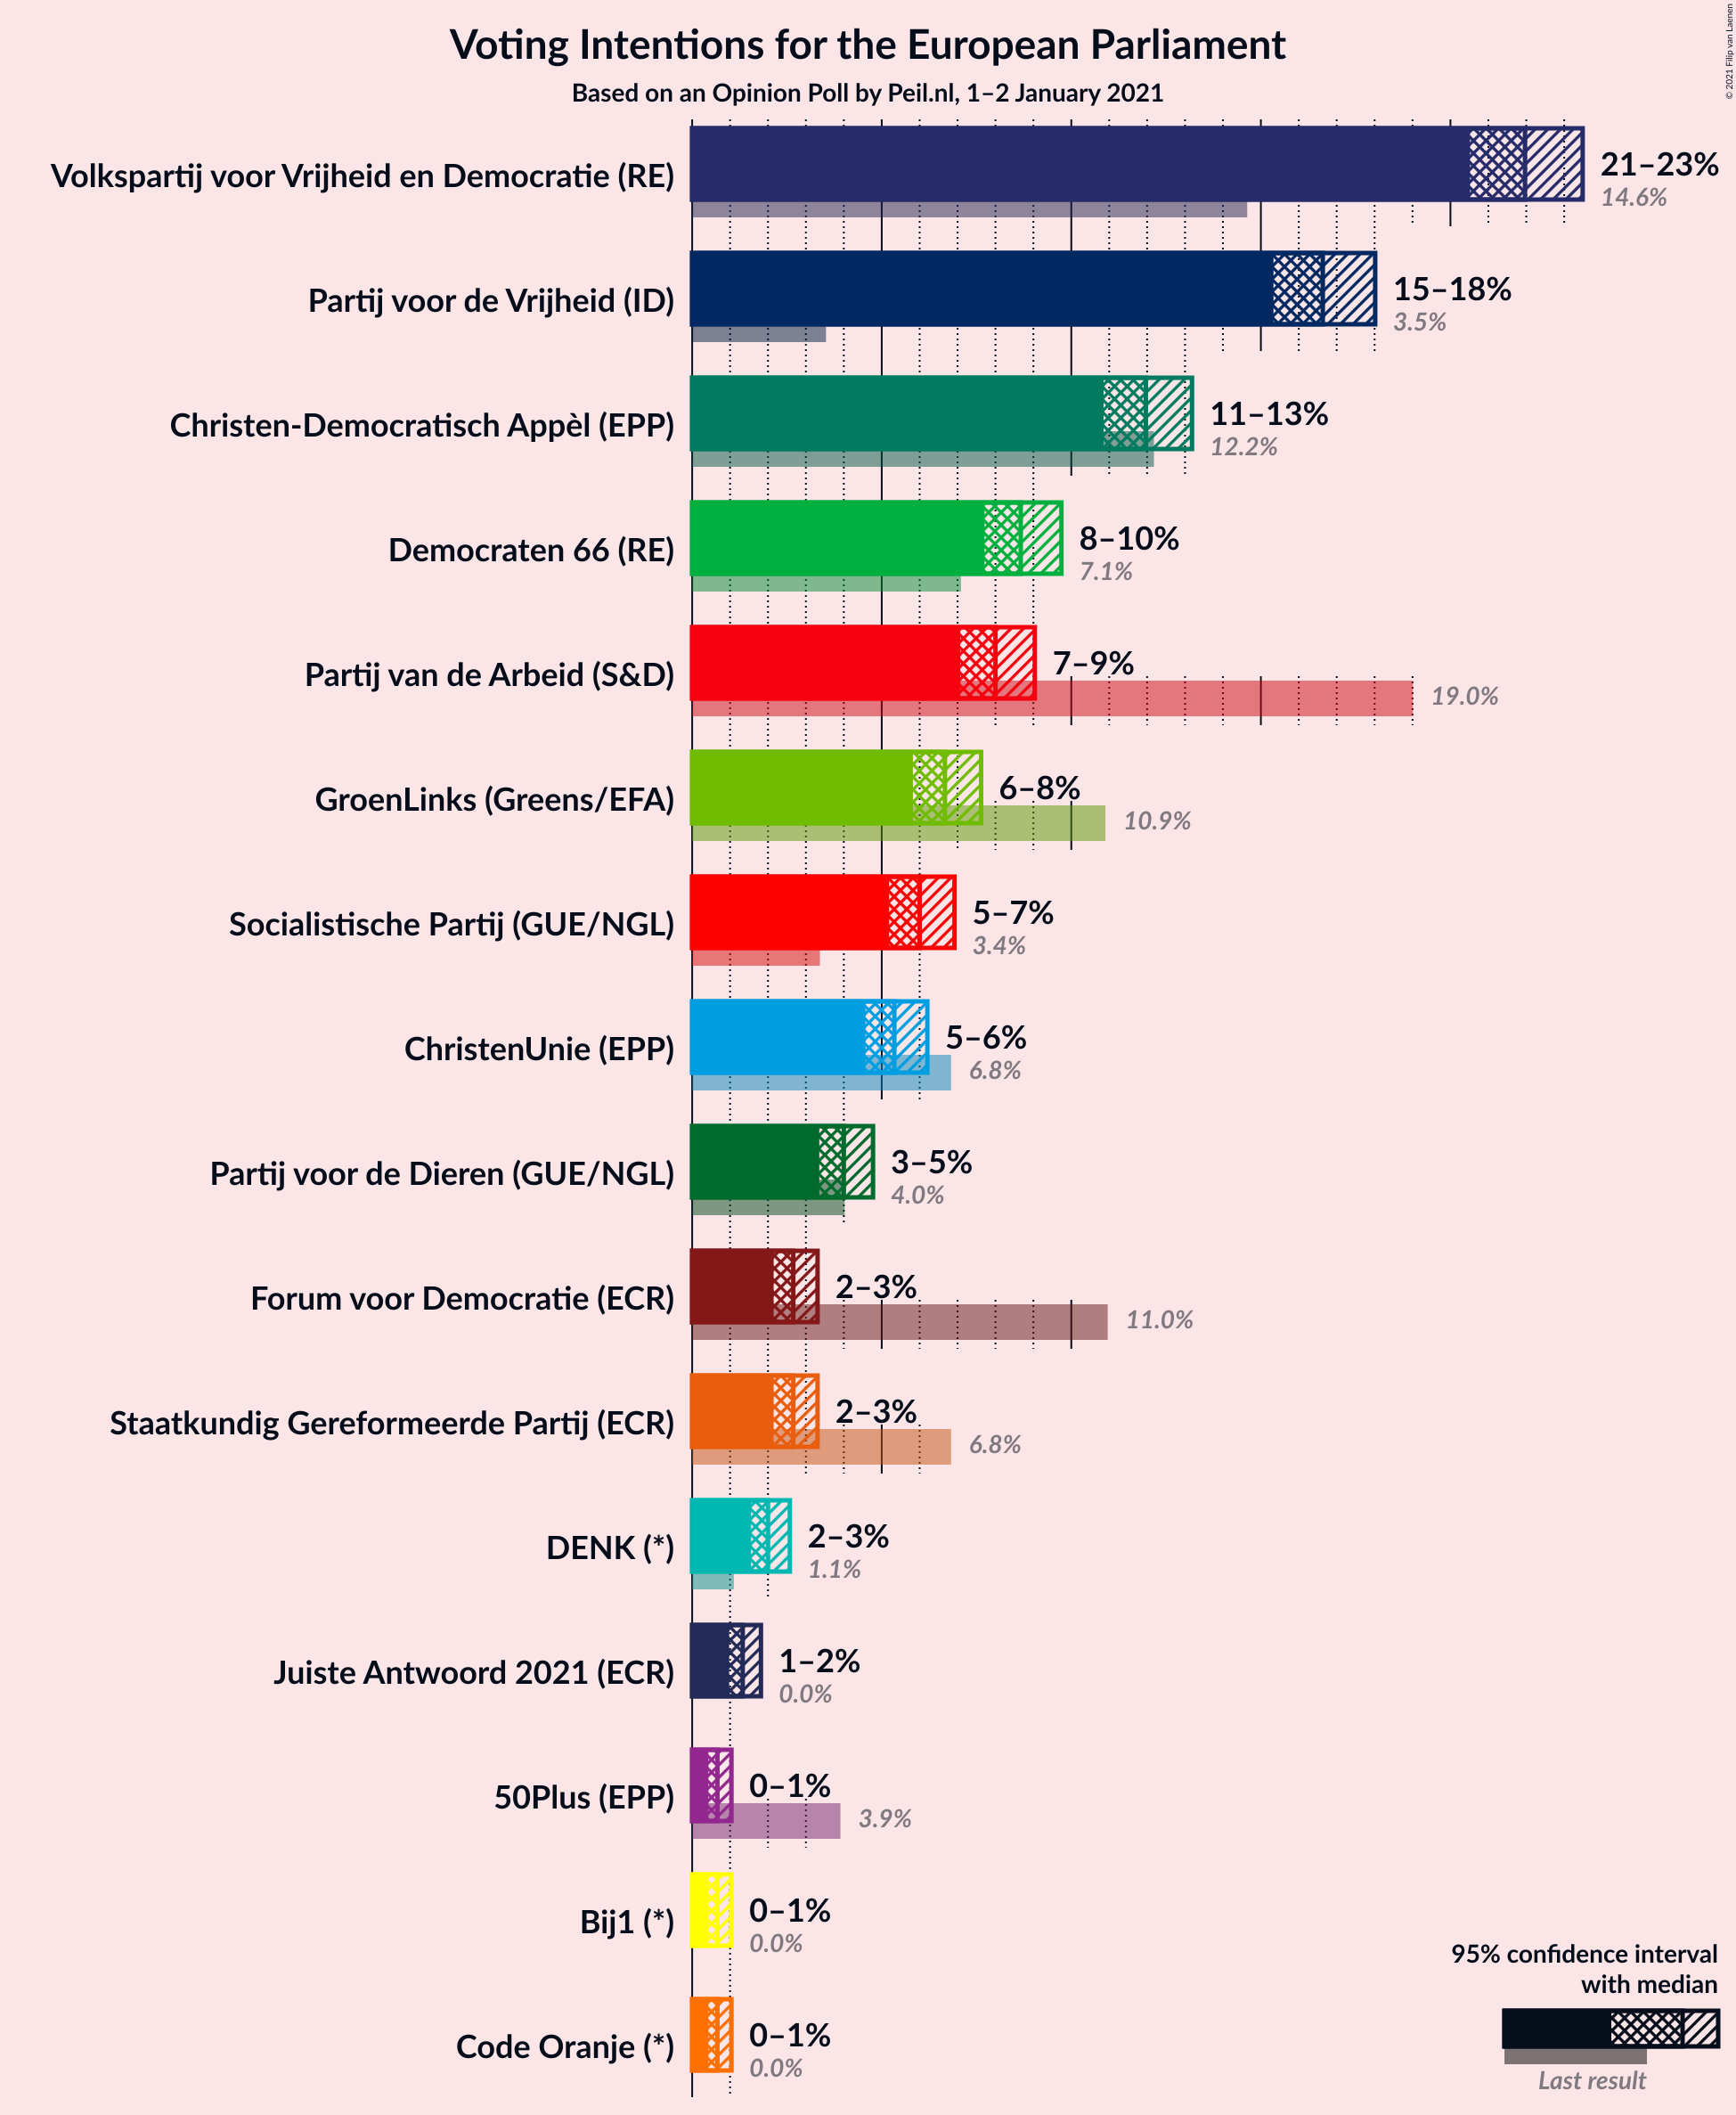 Voting Intentions for the European Parliament
Based on an Opinion Poll by Peil.nl, 1–2 January 2021
© 2021 Filip van Laenen
Volkspartij voor Vrijheid en Democratie (RE)
21–23%
14.6%
Partij voor de Vrijheid (ID)
15–18%
3.5%
Christen-Democratisch Appèl (EPP)
11–13%
12.2%
Democraten 66 (RE)
8–10%
7.1%
Partij van de Arbeid (S&D)
7–9%
19.0%
GroenLinks (Greens/EFA)
6–8%
10.9%
Socialistische Partij (GUE/NGL)
5–7%
3.4%
ChristenUnie (EPP)
5–6%
6.8%
Partij voor de Dieren (GUE/NGL)
3–5%
4.0%
Forum voor Democratie (ECR)
2–3%
11.0%
Staatkundig Gereformeerde Partij (ECR)
2–3%
6.8%
DENK (*)
2–3%
1.1%
Juiste Antwoord 2021 (ECR)
1–2%
0.0%
50Plus (EPP)
0–1%
3.9%
Bij1 (*)
0–1%
0.0%
Code Oranje (*)
0–1%
0.0%
95% confidence interval
with median
Last result